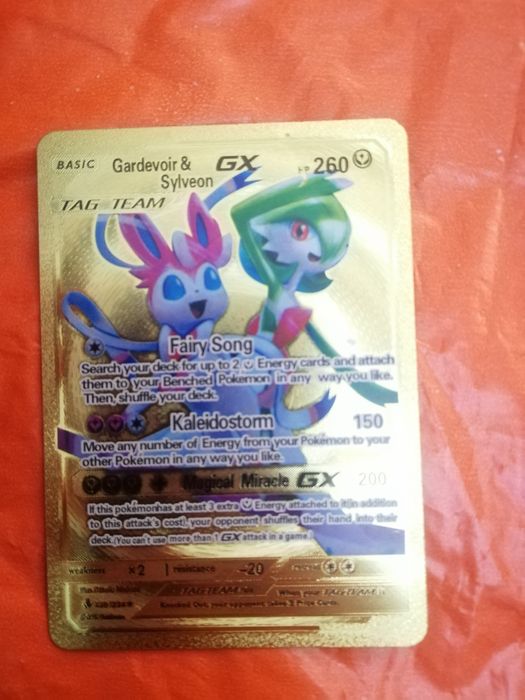 BASIC Gardevoir & Sylveon GX HP 260
TAG TEAM
Fairy Song
Search your deck for up to 2 Energy cards and attach
them to your Benched Pokemon in any way you like.
Then, shuffle your deck.
Kaleidostorm 150
Move any number of Energy from your Pokémon to your
other Pokémon in any way you like.
Magical Miracle GX 200
If this pokémon has at least 3 extra Energy attached to it(in addition
to this attack's cost), your opponent shuffles their hand into their
deck.(You can't use more than 1 GX attack in a game.)
weakness ×2 resistance -20
When your TAG TEAM is
Knocked Out, your opponent takes 3 Prize Cards.